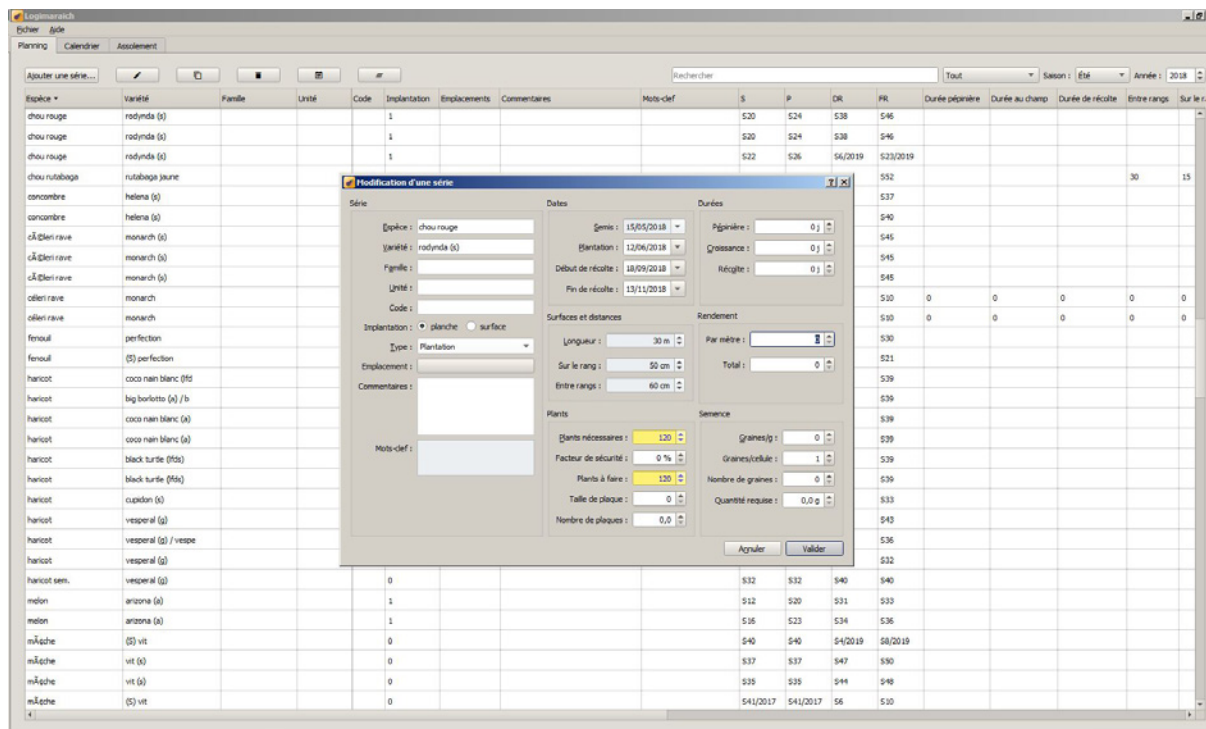 Logimaraich
Fichier Aide
Planning Calendrier Assolement
Ajouter une série... Rechercher Tout Saison : Été Année : 2018
Espèce Variété Famille Unité Code Implantation Emplacements Commentaires Mots-clef S P DR FR Durée pépinière Durée au champ Durée de récolte Entre rangs Sur le r
chou rouge rodynda (s) 1 S20 S24 S38 S46
chou rouge rodynda (s) 1 S20 S24 S38 S46
chou rouge rodynda (s) 1 S22 S26 S6/2019 S23/2019
chou rutabaga rutabaga jaune S52 30 15
concombre helena (s) S37
concombre helena (s) S40
cÃ©leri rave monarch (s) S45
cÃ©leri rave monarch (s) S45
cÃ©leri rave monarch (s) S45
céleri rave monarch S10 0 0 0 0 0
céleri rave monarch S10 0 0 0 0 0
fenouil perfection S30
fenouil (S) perfection S21
haricot coco nain blanc (lfd S39
haricot big borlotto (a) / b S39
haricot coco nain blanc (a) S39
haricot coco nain blanc (a) S39
haricot black turtle (lfds) S39
haricot black turtle (lfds) S39
haricot cupidon (s) S33
haricot vesperal (g) S43
haricot vesperal (g) / vespe S36
haricot vesperal (g) S32
haricot sem. vesperal (g) 0 S32 S32 S40 S40
melon arizona (a) 1 S12 S20 S31 S33
melon arizona (a) 1 S16 S23 S34 S36
mÃ¢che (S) vit 0 S40 S40 S4/2019 S8/2019
mÃ¢che vit (s) 0 S37 S37 S47 S50
mÃ¢che vit (s) 0 S35 S35 S44 S48
mÃ¢che (S) vit 0 S41/2017 S41/2017 S6 S10
Modification d'une série
Série
Espèce : chou rouge
Variété : rodynda (s)
Famille :
Unité :
Code :
Implantation : planche surface
Type : Plantation
Emplacement :
Commentaires :
Mots-clef :
Dates
Semis : 15/05/2018
Plantation : 12/06/2018
Début de récolte : 18/09/2018
Fin de récolte : 13/11/2018
Durées
Pépinière : 0 j
Croissance : 0 j
Récolte : 0 j
Surfaces et distances
Longueur : 30 m
Sur le rang : 50 cm
Entre rangs : 60 cm
Rendement
Par mètre : 0
Total : 0
Plants
Plants nécessaires : 120
Facteur de sécurité : 0 %
Plants à faire : 120
Taille de plaque : 0
Nombre de plaques : 0,0
Semence
Graines/g : 0
Graines/cellule : 1
Nombre de graines : 0
Quantité requise : 0,0 g
Annuler Valider